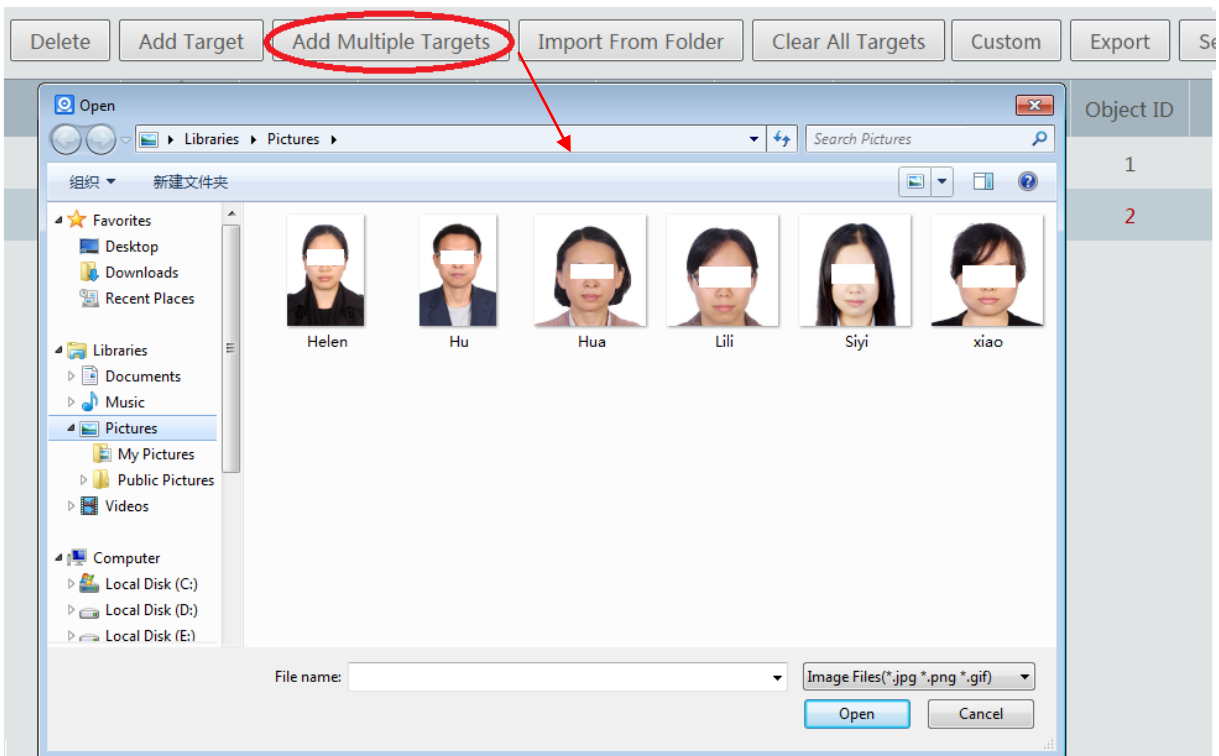 Delete Add Target Add Multiple Targets Import From Folder Clear All Targets Custom Export Se
Object ID
1
2
Open
Libraries Pictures
Search Pictures
组织 新建文件夹
Favorites
Desktop
Downloads
Recent Places
Libraries
Documents
Music
Pictures
My Pictures
Public Pictures
Videos
Computer
Local Disk (C:)
Local Disk (D:)
Local Disk (E:)
Helen Hu Hua Lili Siyi xiao
File name:
Image Files(*.jpg *.png *.gif)
Open Cancel